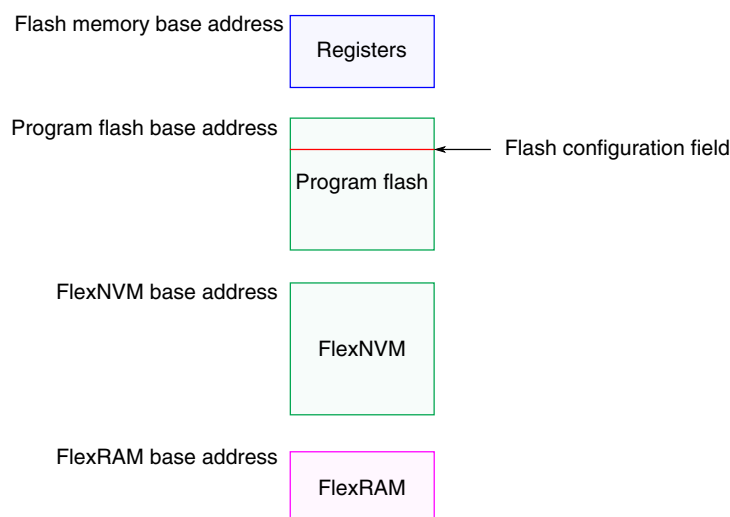 Flash memory base address
Registers
Program flash base address
Flash configuration field
Program flash
FlexNVM base address
FlexNVM
FlexRAM base address
FlexRAM